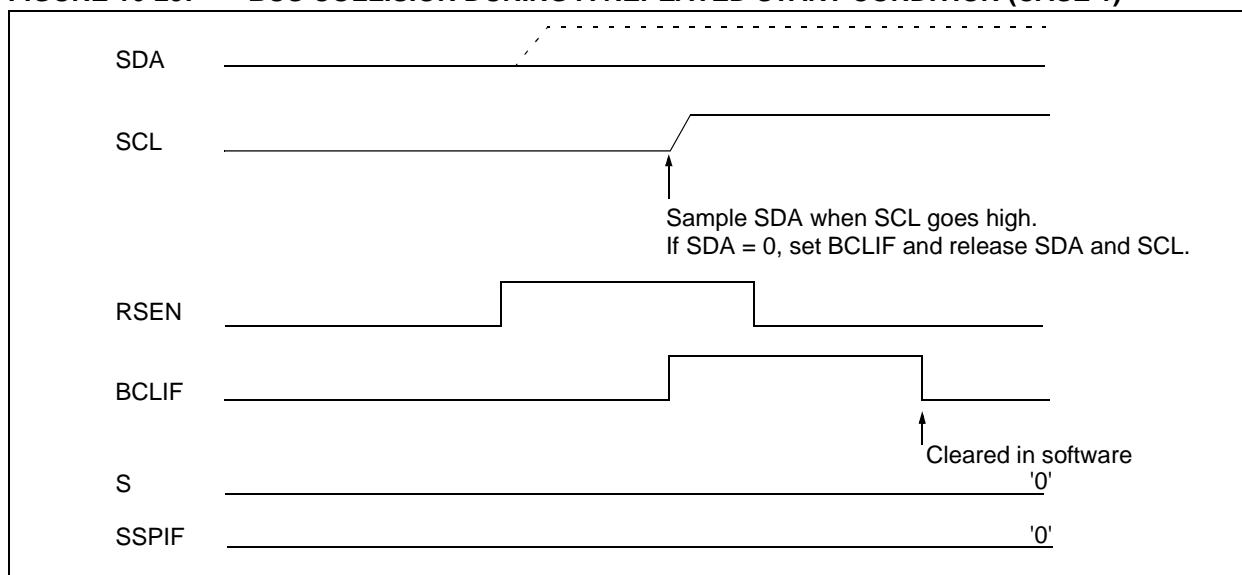 SDA
SCL
Sample SDA when SCL goes high.
If SDA = 0, set BCLIF and release SDA and SCL.
RSEN
BCLIF
Cleared in software
S
'0'
SSPIF
'0'